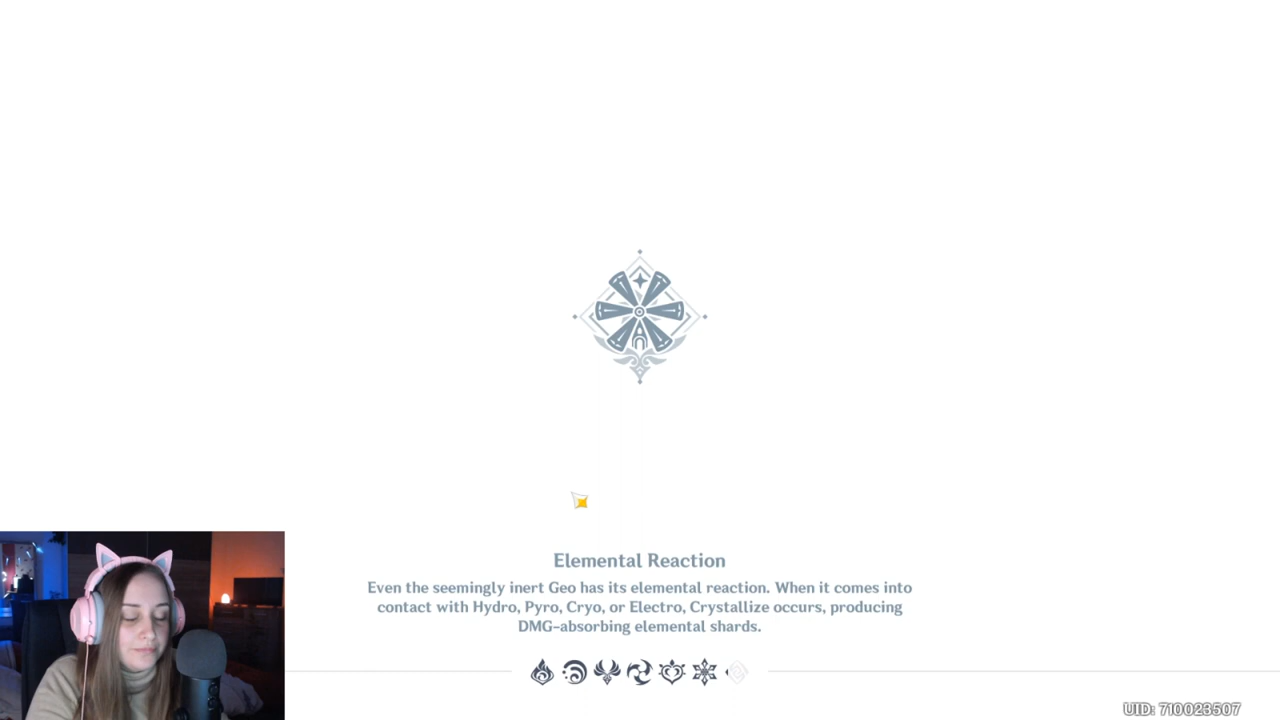 Elemental Reaction
Even the seemingly inert Geo has its elemental reaction. When it comes into
contact with Hydro, Pyro, Cryo, or Electro, Crystallize occurs, producing
DMG-absorbing elemental shards.
UID: 710023507